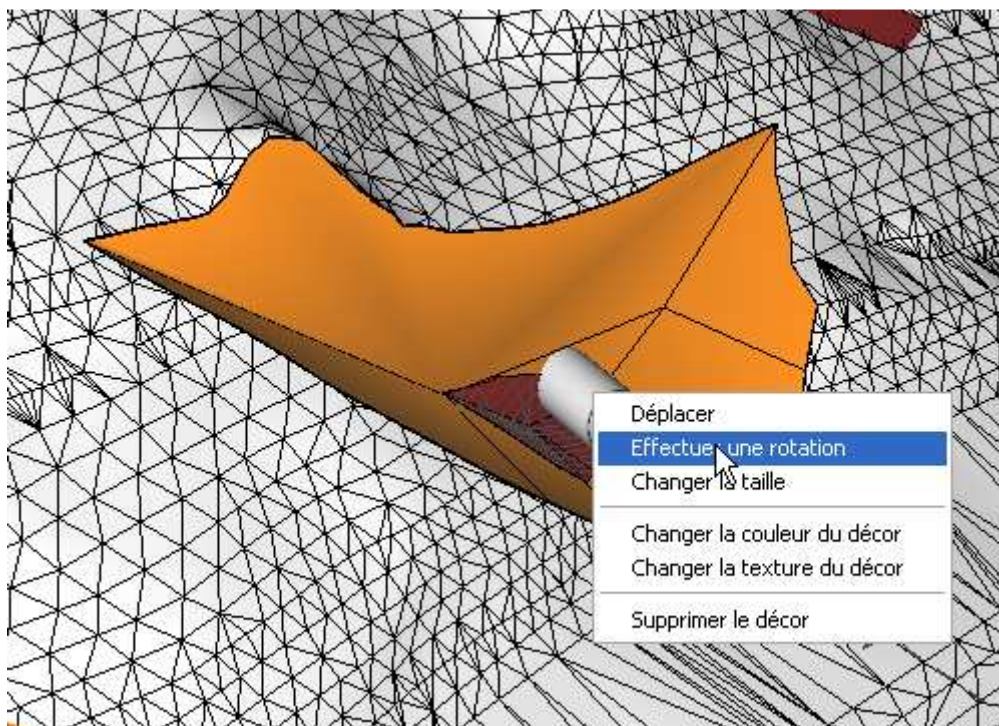 Déplacer
Effectuer une rotation
Changer la taille
Changer la couleur du décor
Changer la texture du décor
Supprimer le décor